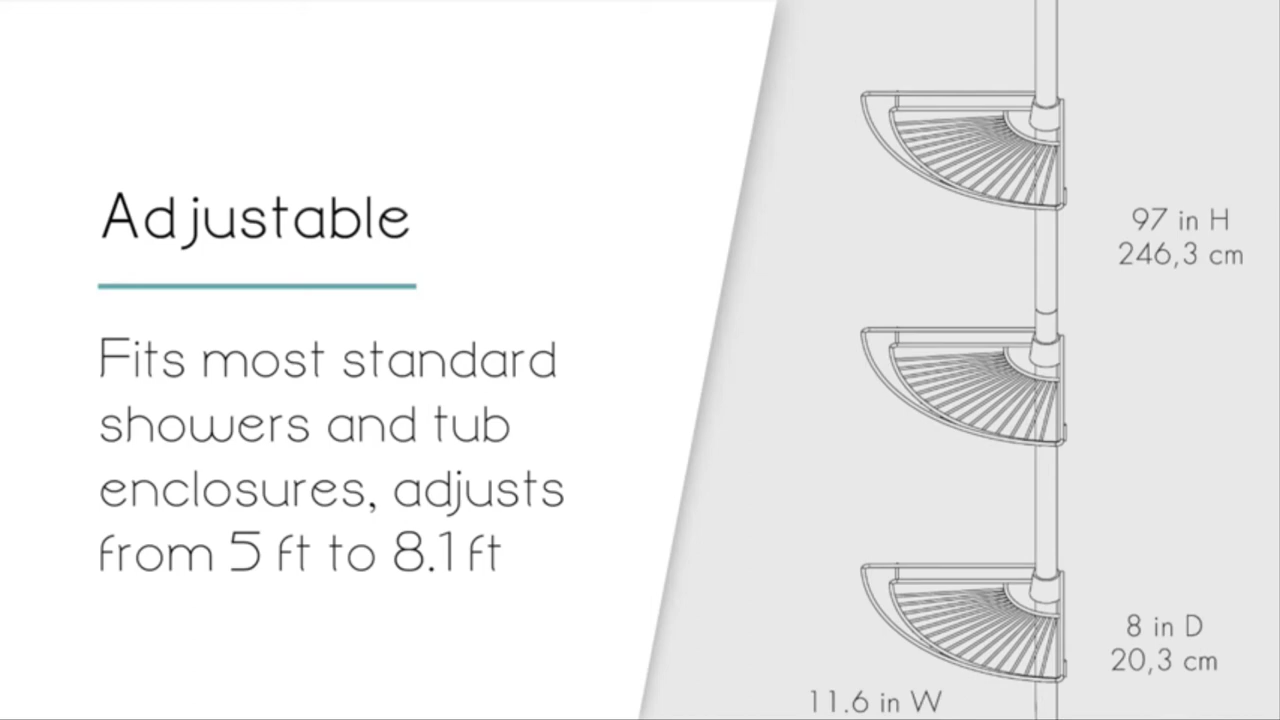 Adjustable
Fits most standard
showers and tub
enclosures, adjusts
from 5 ft to 8.1 ft
97 in H
246,3 cm
8 in D
20,3 cm
11.6 in W